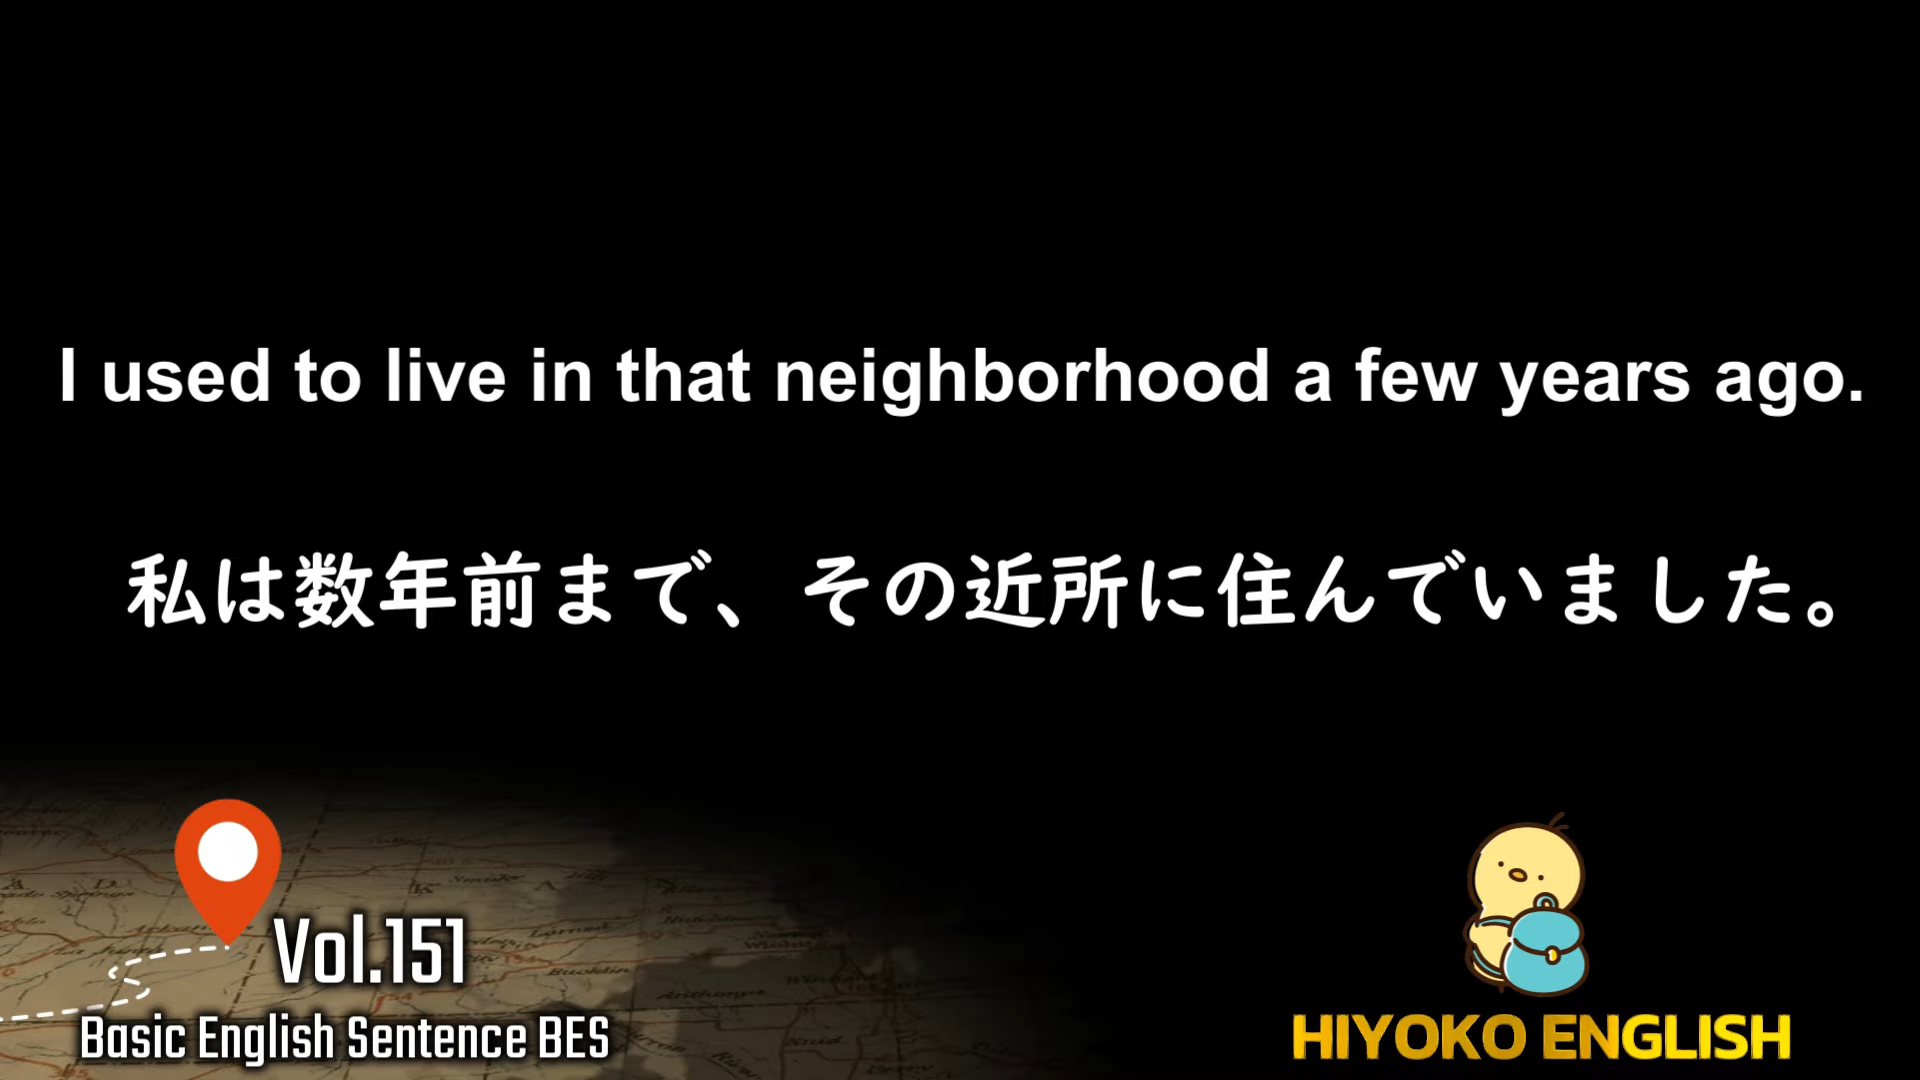 I used to live in that neighborhood a few years ago.
私は数年前まで、その近所に住んでいました。
Vol.151
Basic English Sentence BES
HIYOKO ENGLISH